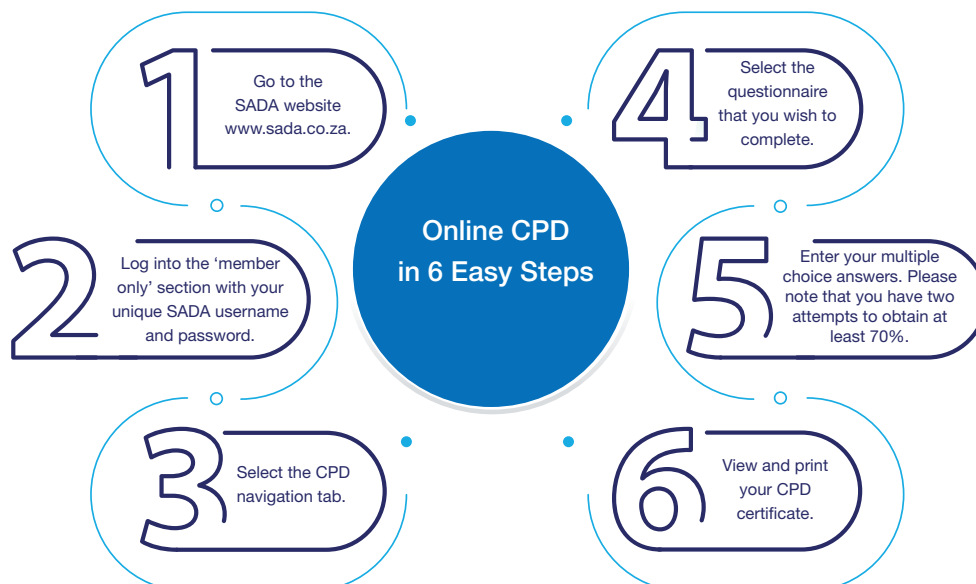 Online CPD
in 6 Easy Steps
1
Go to the
SADA website
www.sada.co.za.
2
Log into the ‘member
only’ section with your
unique SADA username
and password.
3
Select the CPD
navigation tab.
4
Select the
questionnaire
that you wish to
complete.
5
Enter your multiple
choice answers. Please
note that you have two
attempts to obtain at
least 70%.
6
View and print
your CPD
certificate.